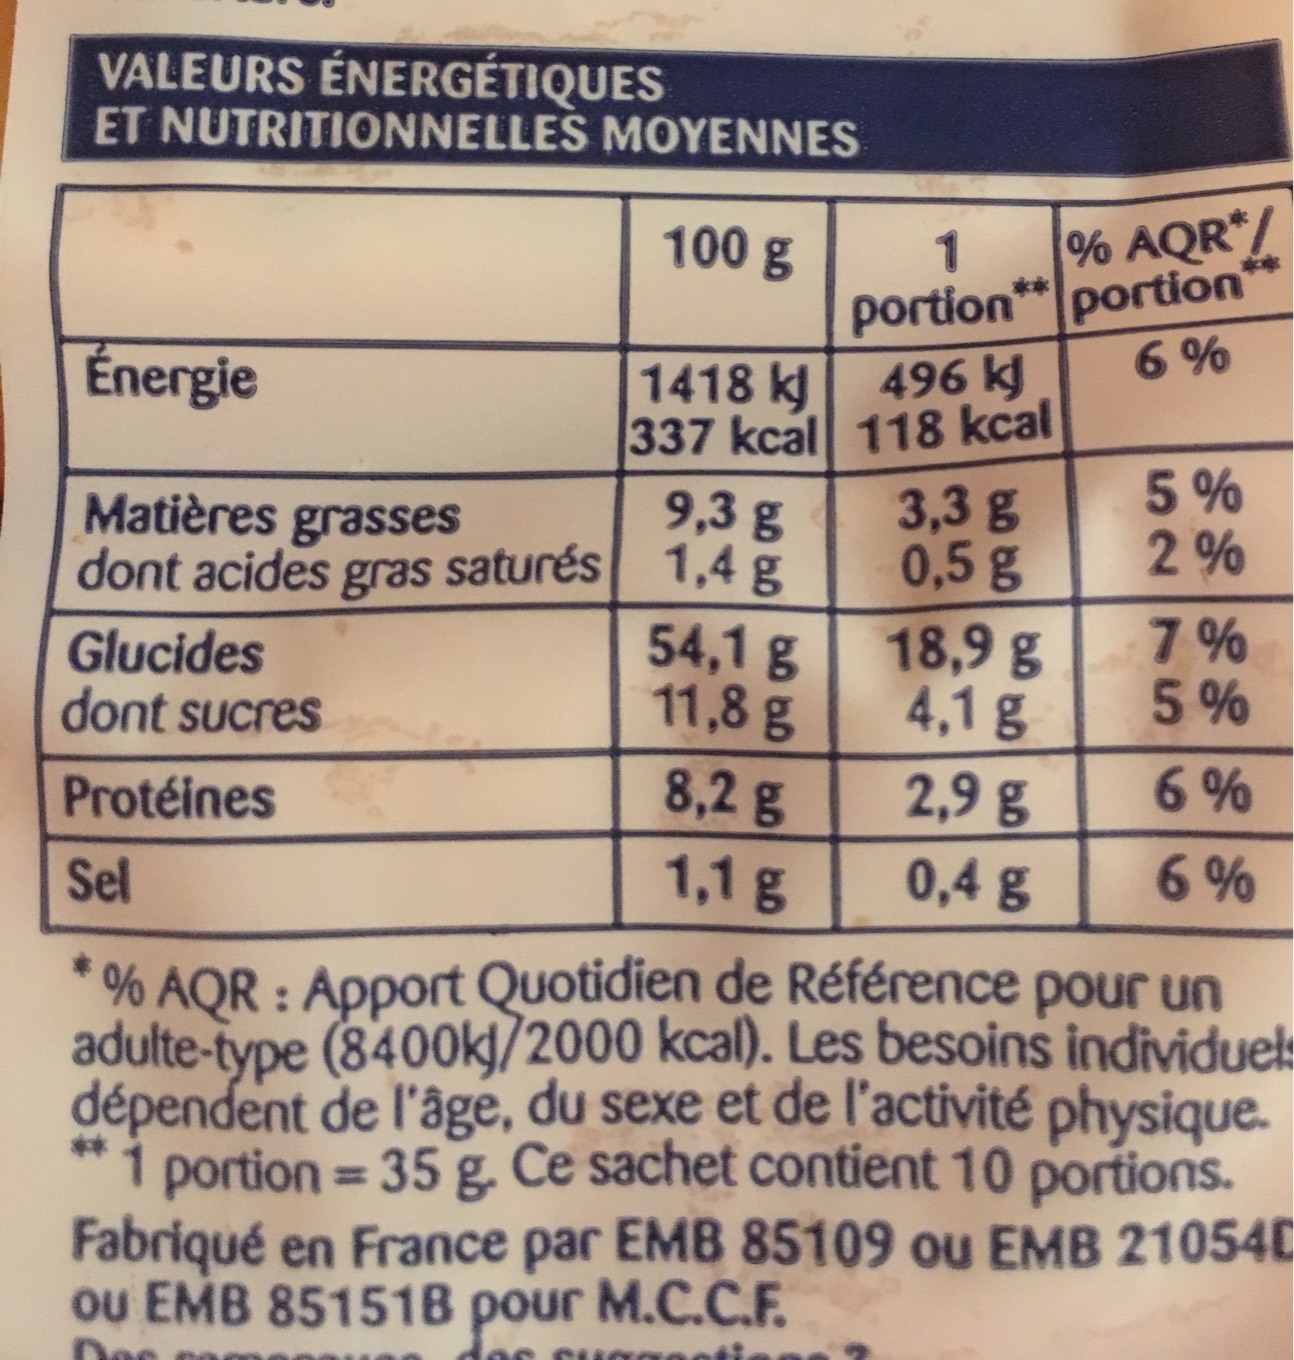 VALEURS ÉNERGÉTIQUES
ET NUTRITIONNELLES MOYENNES
100 g 1 portion** % AQR*/ portion**
Énergie 1418 kJ 496 kJ 6 %
337 kcal 118 kcal
Matières grasses 9,3 g 3,3 g 5 %
dont acides gras saturés 1,4 g 0,5 g 2 %
Glucides 54,1 g 18,9 g 7 %
dont sucres 11,8 g 4,1 g 5 %
Protéines 8,2 g 2,9 g 6 %
Sel 1,1 g 0,4 g 6 %
* % AQR : Apport Quotidien de Référence pour un
adulte-type (8400kJ/2000 kcal). Les besoins individuels
dépendent de l'âge, du sexe et de l'activité physique.
** 1 portion = 35 g. Ce sachet contient 10 portions.
Fabriqué en France par EMB 85109 ou EMB 21054D
ou EMB 85151B pour M.C.C.F.
des suggestions ?